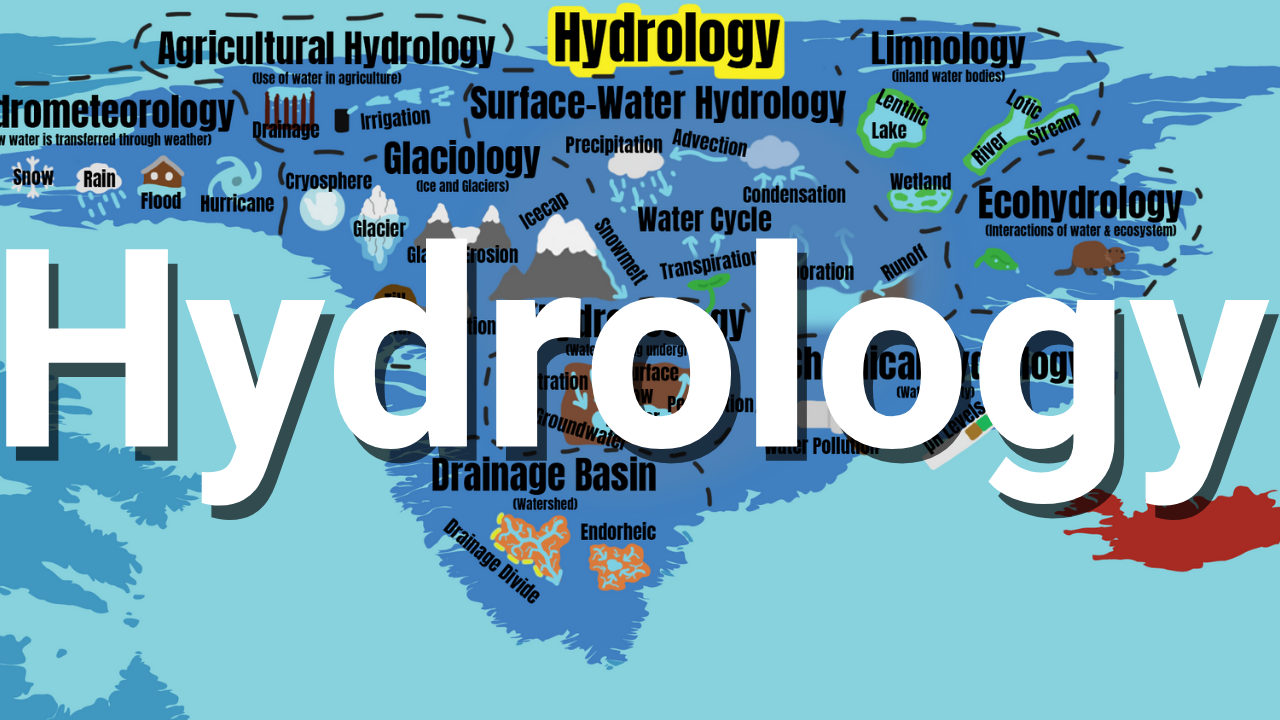 Hydrology
Agricultural Hydrology
(Use of water in agriculture)
Drainage
Irrigation
drometeorology
w water is transferred through weather)
Snow
Rain
Flood
Hurricane
Surface-Water Hydrology
Precipitation
Advection
Condensation
Water Cycle
Transpiration
Runoff
Limnology
(inland water bodies)
Lenthic
Lake
Lotic
River
Stream
Wetland
Ecohydrology
(Interactions of water & ecosystem)
Glaciology
(Ice and Glaciers)
Cryosphere
Glacier
Erosion
Icecap
Snowmelt
Hydrology
Groundwater
Water Pollution
pH Levels
Drainage Basin
(Watershed)
Drainage Divide
Endorheic